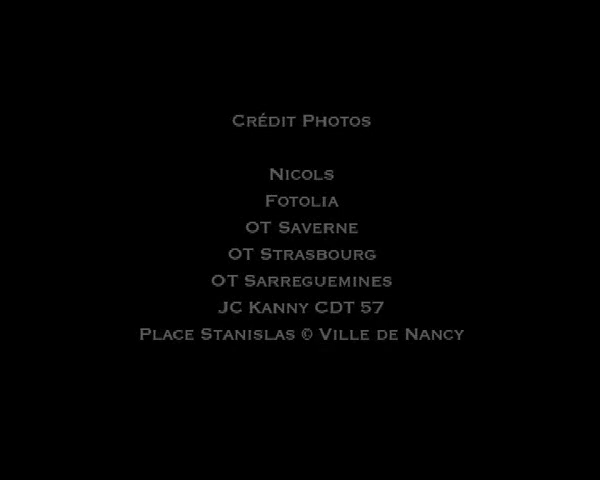 Crédit Photos
Nicols
Fotolia
OT Saverne
OT Strasbourg
OT Sarreguemines
JC Kanny CDT 57
Place Stanislas © Ville de Nancy